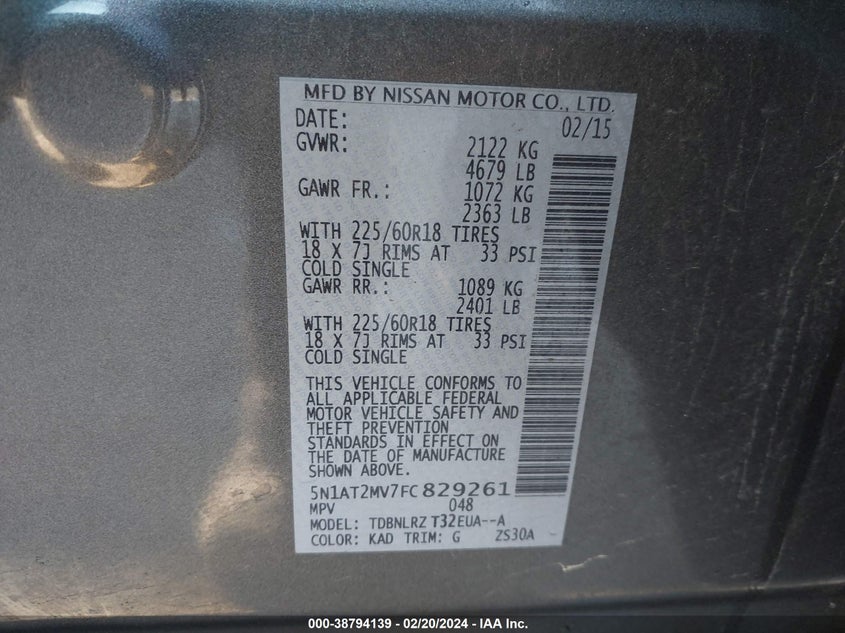 MFD BY NISSAN MOTOR CO., LTD.
DATE: 02/15
GVWR: 2122 KG
4679 LB
GAWR FR.: 1072 KG
2363 LB
WITH 225/60R18 TIRES
18 X 7J RIMS AT 33 PSI
COLD SINGLE
GAWR RR.: 1089 KG
2401 LB
WITH 225/60R18 TIRES
18 X 7J RIMS AT 33 PSI
COLD SINGLE
THIS VEHICLE CONFORMS TO
ALL APPLICABLE FEDERAL
MOTOR VEHICLE SAFETY AND
THEFT PREVENTION
STANDARDS IN EFFECT ON
THE DATE OF MANUFACTURE
SHOWN ABOVE.
5N1AT2MV7FC829261
MPV 048
MODEL: TDBNLRZ T32EUA--A
COLOR: KAD TRIM: G ZS30A
000-38794139 - 02/20/2024 - IAA Inc.